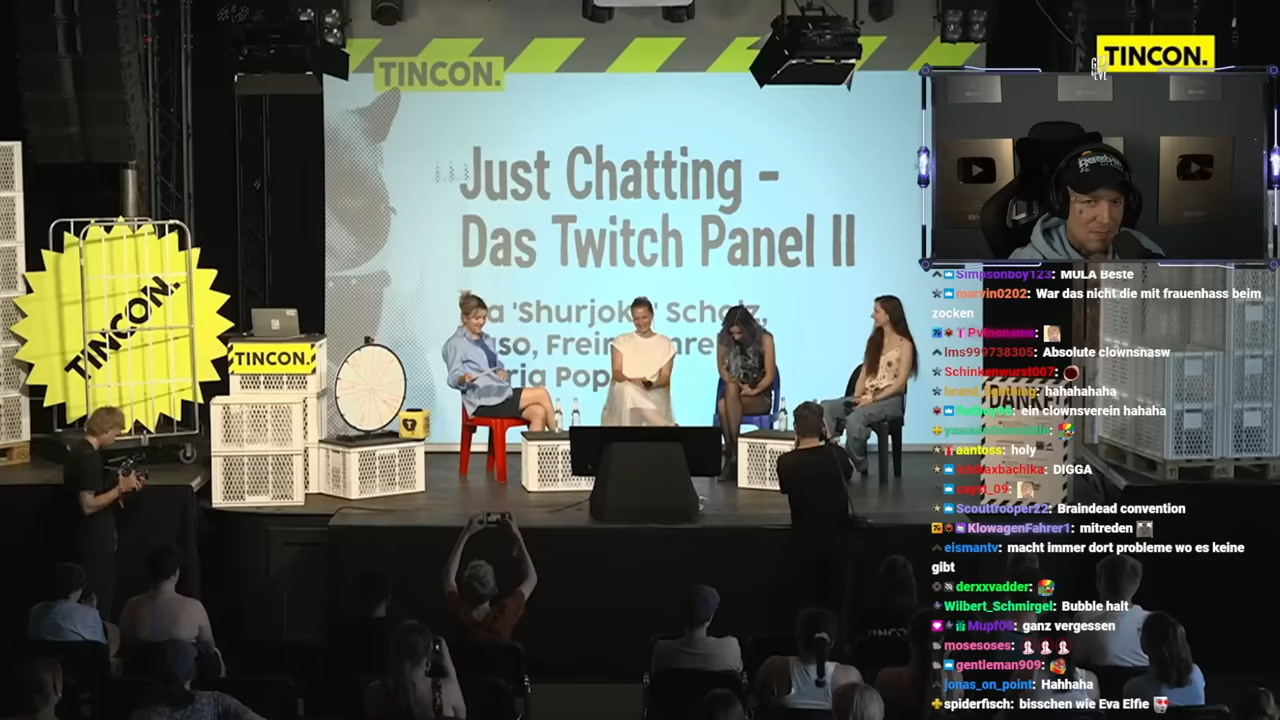 TINCON.
TINCON.
Just Chatting -
Das Twitch Panel II
'Shurjoka' Scholz,
TINCON.
TINCON.
Simpsonboy123: MULA Beste
marvin0202: War das nicht die mit frauenhass beim
zocken
lms999738305: Absolute clownsnasw
Schinkenwurst007:
hahahahaha
ein clownsverein hahaha
aantoss: holy
DIGGA
Scouttrooper22: Braindead convention
KlowagenFahrer1: mitreden
eismantv: macht immer dort probleme wo es keine
gibt
derxxvadder:
Wilbert_Schmirgel: Bubble halt
Mupf06: ganz vergessen
mosesoses:
gentleman909:
jonas_on_point: Hahhaha
spiderfisch: bisschen wie Eva Elfie